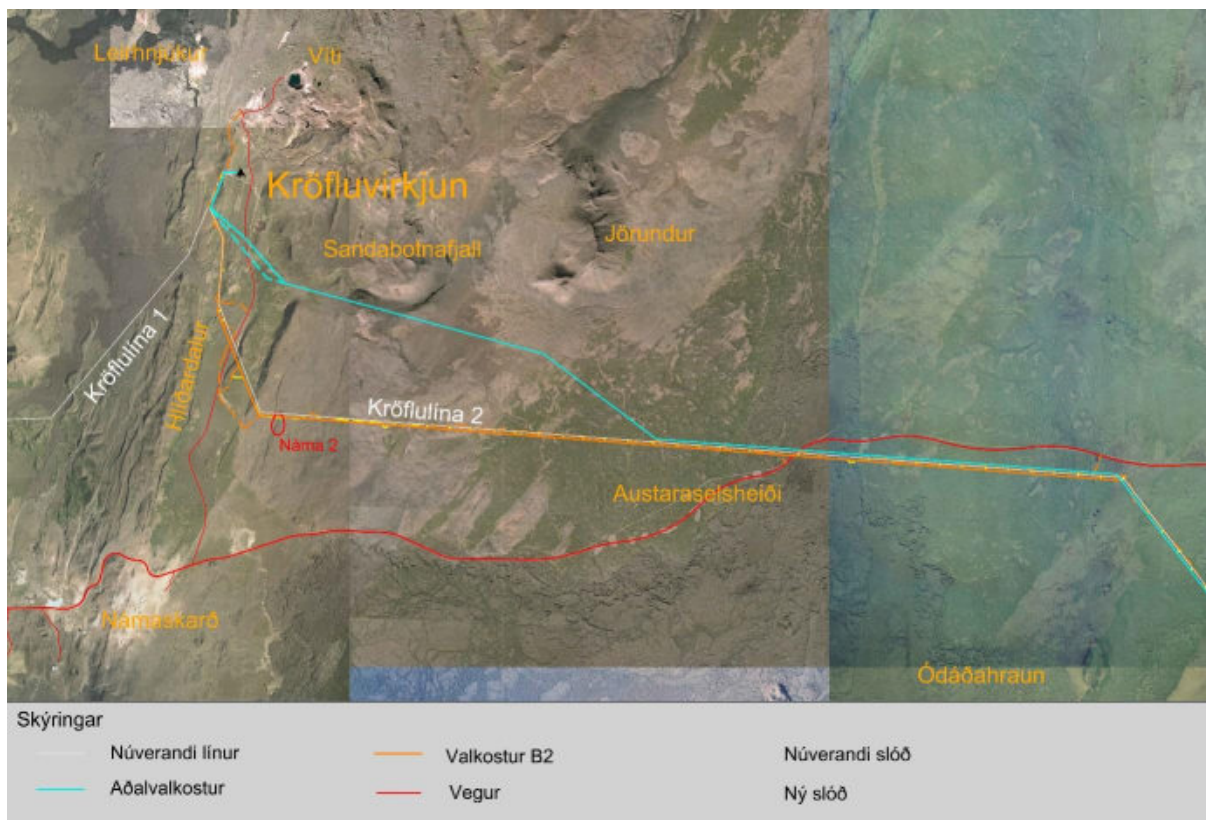 Leirhnjúkur
Víti
Kröfluvirkjun
Jörundur
Sandabotnafjall
Kröflulína 1
Hlíðardalur
Kröflulína 2
Náma 2
Austaraselsheiði
Námaskarð
Ódáðahraun
Skýringar
Núverandi línur
Valkostur B2
Núverandi slóð
Aðalvalkostur
Vegur
Ný slóð